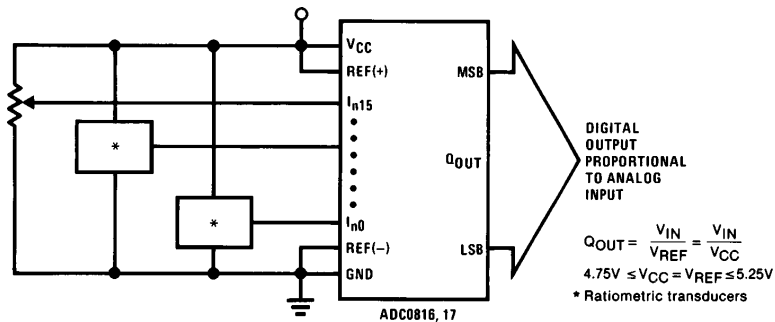 VCC
REF(+)
In15
*
*
In0
REF(−)
GND
MSB
QOUT
LSB
ADC0816, 17
DIGITAL
OUTPUT
PROPORTIONAL
TO ANALOG
INPUT
QOUT = VIN/VREF = VIN/VCC
4.75V ≤ VCC = VREF ≤ 5.25V
* Ratiometric transducers